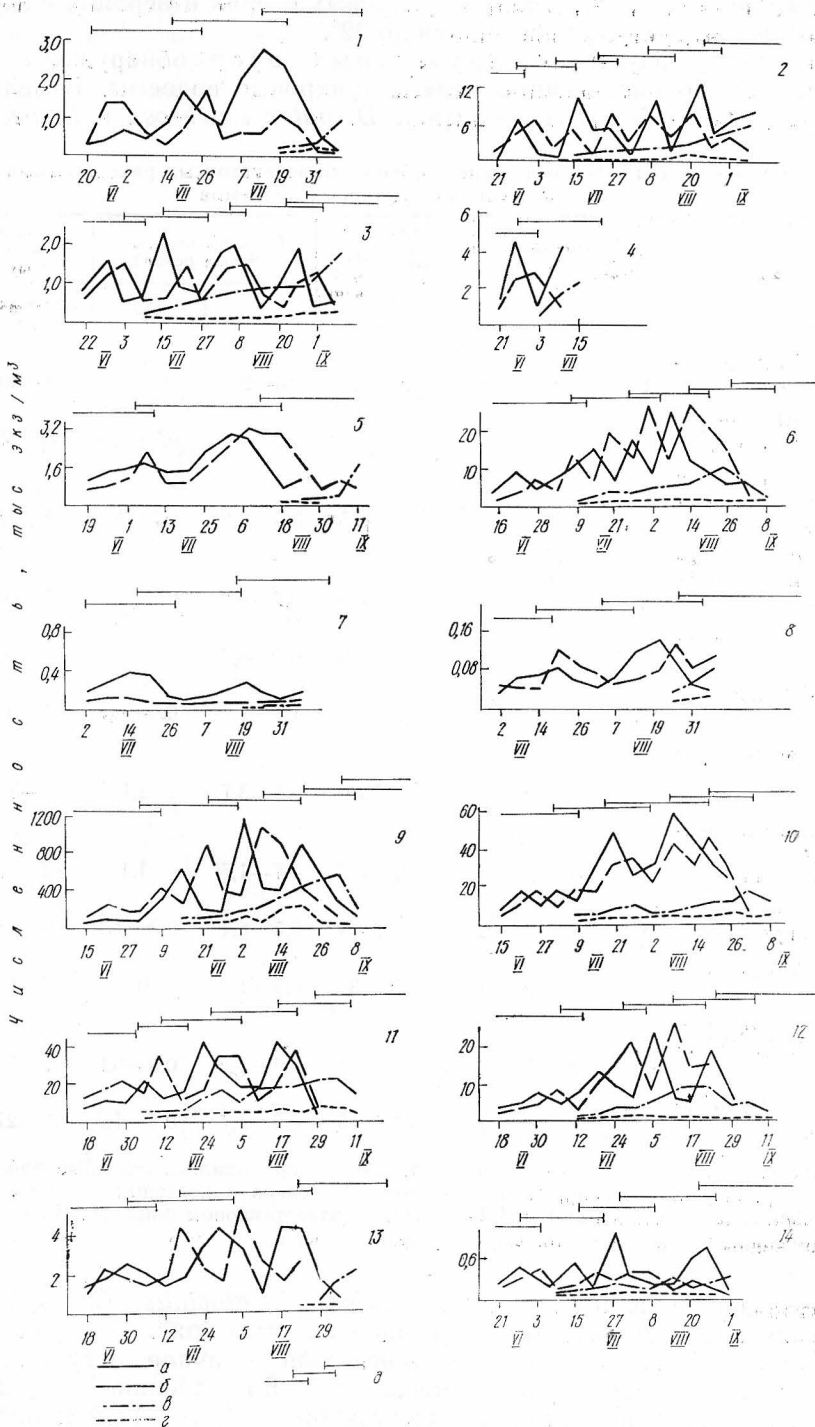 обнаружи
1
3,0
2,0
1,0
20 2 14 26 7 19 31
VI VII VII
2
12
6
21 3 15 27 8 20 1
VI VII VIII IX
3
2,0
1,0
22 3 15 27 8 20 1
VI VII VIII IX
4
6
4
2
21 3 15
VI VII
5
3,2
1,6
19 1 13 25 6 18 30 11
VI VII VIII IX
6
20
10
16 28 9 21 2 14 26 8
VI VII VIII IX
7
0,8
0,4
2 14 26 7 19 31
VII VIII
8
0,16
0,08
2 14 26 7 19 31
VII VIII
9
1200
800
400
15 27 9 21 2 14 26 8
VI VII VIII IX
10
60
40
20
15 27 9 21 2 14 26 8
VI VII VIII IX
11
40
20
18 30 12 24 5 17 29 11
VI VII VIII IX
12
20
10
18 30 12 24 5 17 29 11
VI VII VIII IX
13
4
2
18 30 12 24 5 17 29
VI VII VIII
14
0,6
21 3 15 27 8 20 1
VI VII VIII IX
Численность, тыс экз/м³
а
б
в
г
д